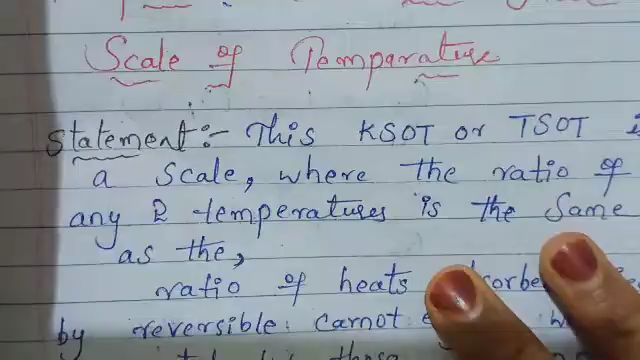 Scale of Temparature
Statement :- This KSOT or TSOT
a Scale, where the ratio of
any 2 temperatures is the Same
as the,
ratio of heats
by reversible carnot